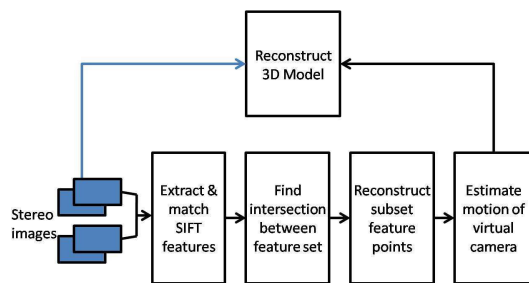 Reconstruct
3D Model
Stereo
images
Extract &
match
SIFT
features
Find
intersection
between
feature set
Reconstruct
subset
feature
points
Estimate
motion of
virtual
camera